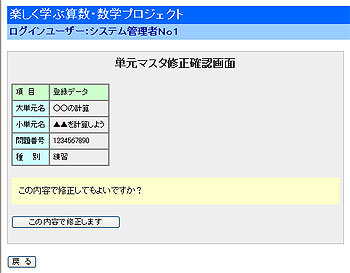 楽しく学ぶ算数・数学プロジェクト
ログインユーザー：システム管理者No1
単元マスタ修正確認画面
項　目　登録データ
大単元名　〇〇の計算
小単元名　▲▲を計算しよう
問題番号　1234567890
種　別　練習
この内容で修正してもよいですか？
この内容で修正します
戻 る